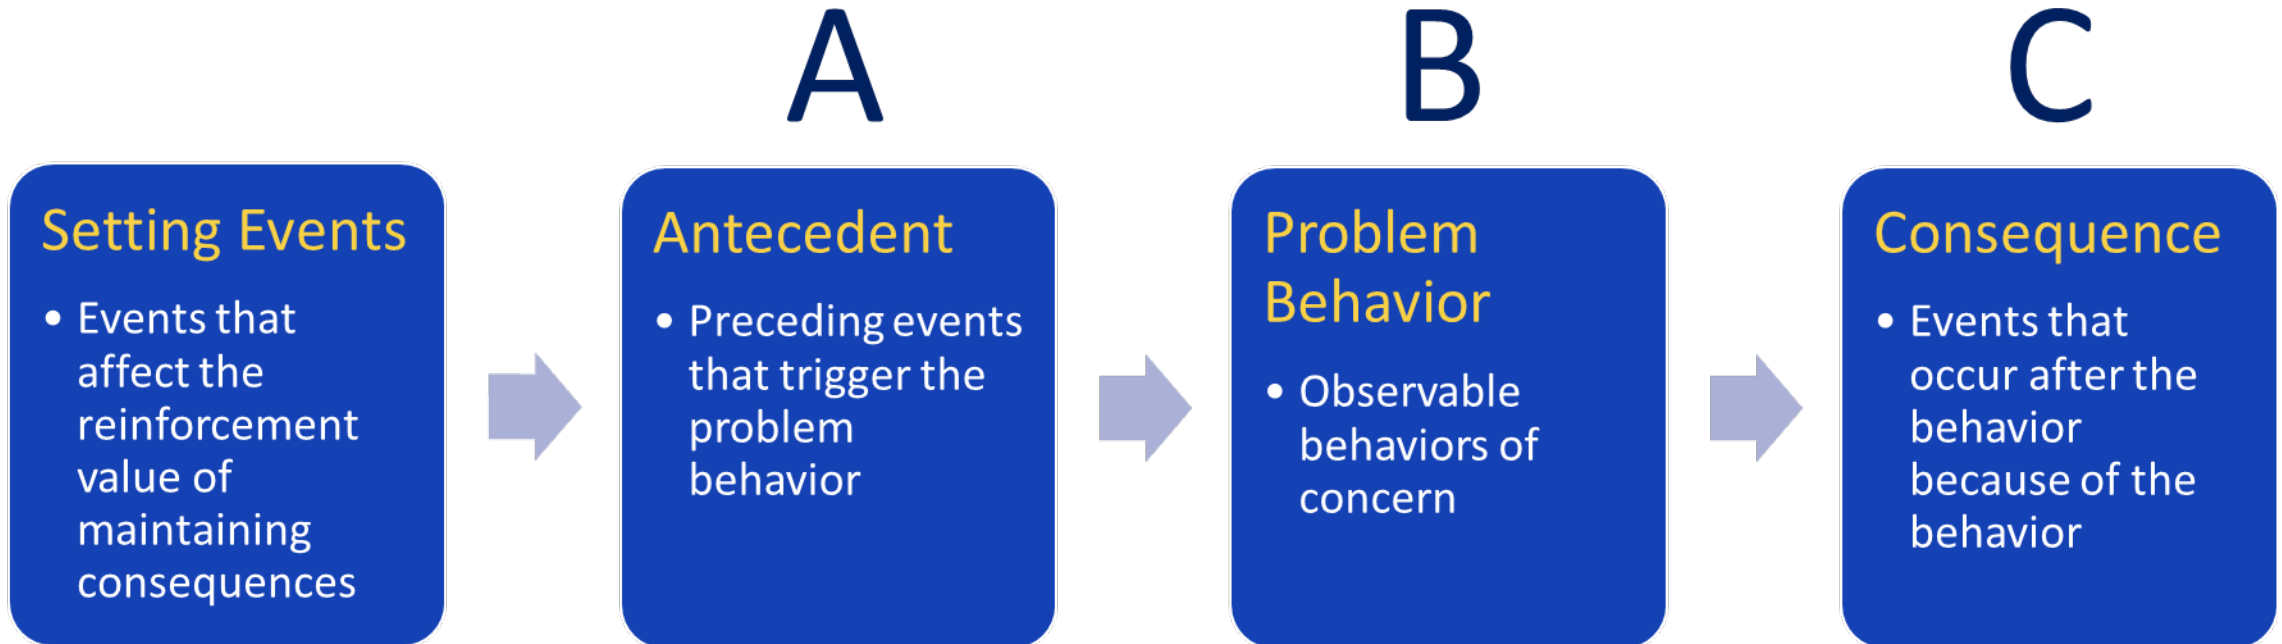 A
B
C
Setting Events
• Events that
affect the
reinforcement
value of
maintaining
consequences
Antecedent
• Preceding events
that trigger the
problem
behavior
Problem
Behavior
• Observable
behaviors of
concern
Consequence
• Events that
occur after the
behavior
because of the
behavior